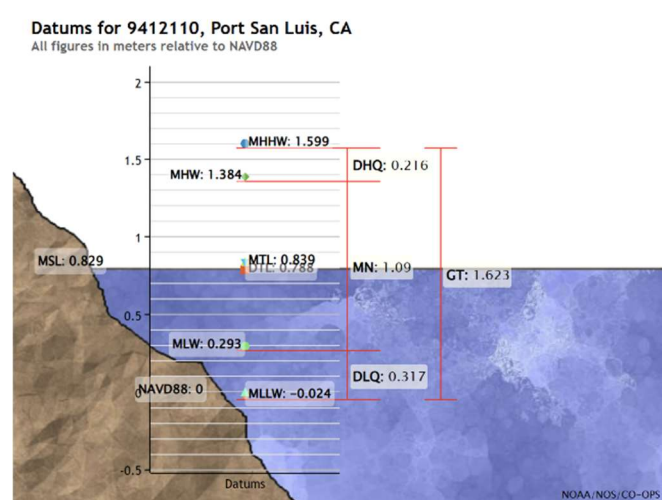 Datums for 9412110, Port San Luis, CA
All figures in meters relative to NAVD88
2
MHHW: 1.599
1.5
DHQ: 0.216
MHW: 1.384
1
MSL: 0.829
MTL: 0.839
DTL: 0.788
MN: 1.09
GT: 1.623
0.5
MLW: 0.293
DLQ: 0.317
NAVD88: 0
0
MLLW: −0.024
-0.5
Datums
NOAA/NOS/CO-OPS